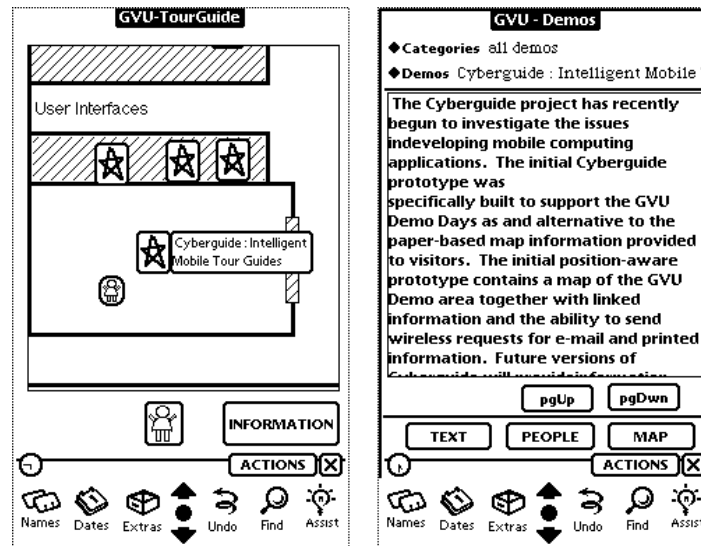 GVU-TourGuide
User Interfaces
Cyberguide : Intelligent
Mobile Tour Guides
INFORMATION
ACTIONS
Names Dates Extras Undo Find Assist
GVU - Demos
◆Categories all demos
◆Demos Cyberguide : Intelligent Mobile
The Cyberguide project has recently
begun to investigate the issues
indeveloping mobile computing
applications. The initial Cyberguide
prototype was
specifically built to support the GVU
Demo Days as and alternative to the
paper-based map information provided
to visitors. The initial position-aware
prototype contains a map of the GVU
Demo area together with linked
information and the ability to send
wireless requests for e-mail and printed
information. Future versions of
Cyberguide will provideinformation
pgUp pgDwn
TEXT PEOPLE MAP
ACTIONS
Names Dates Extras Undo Find Assist